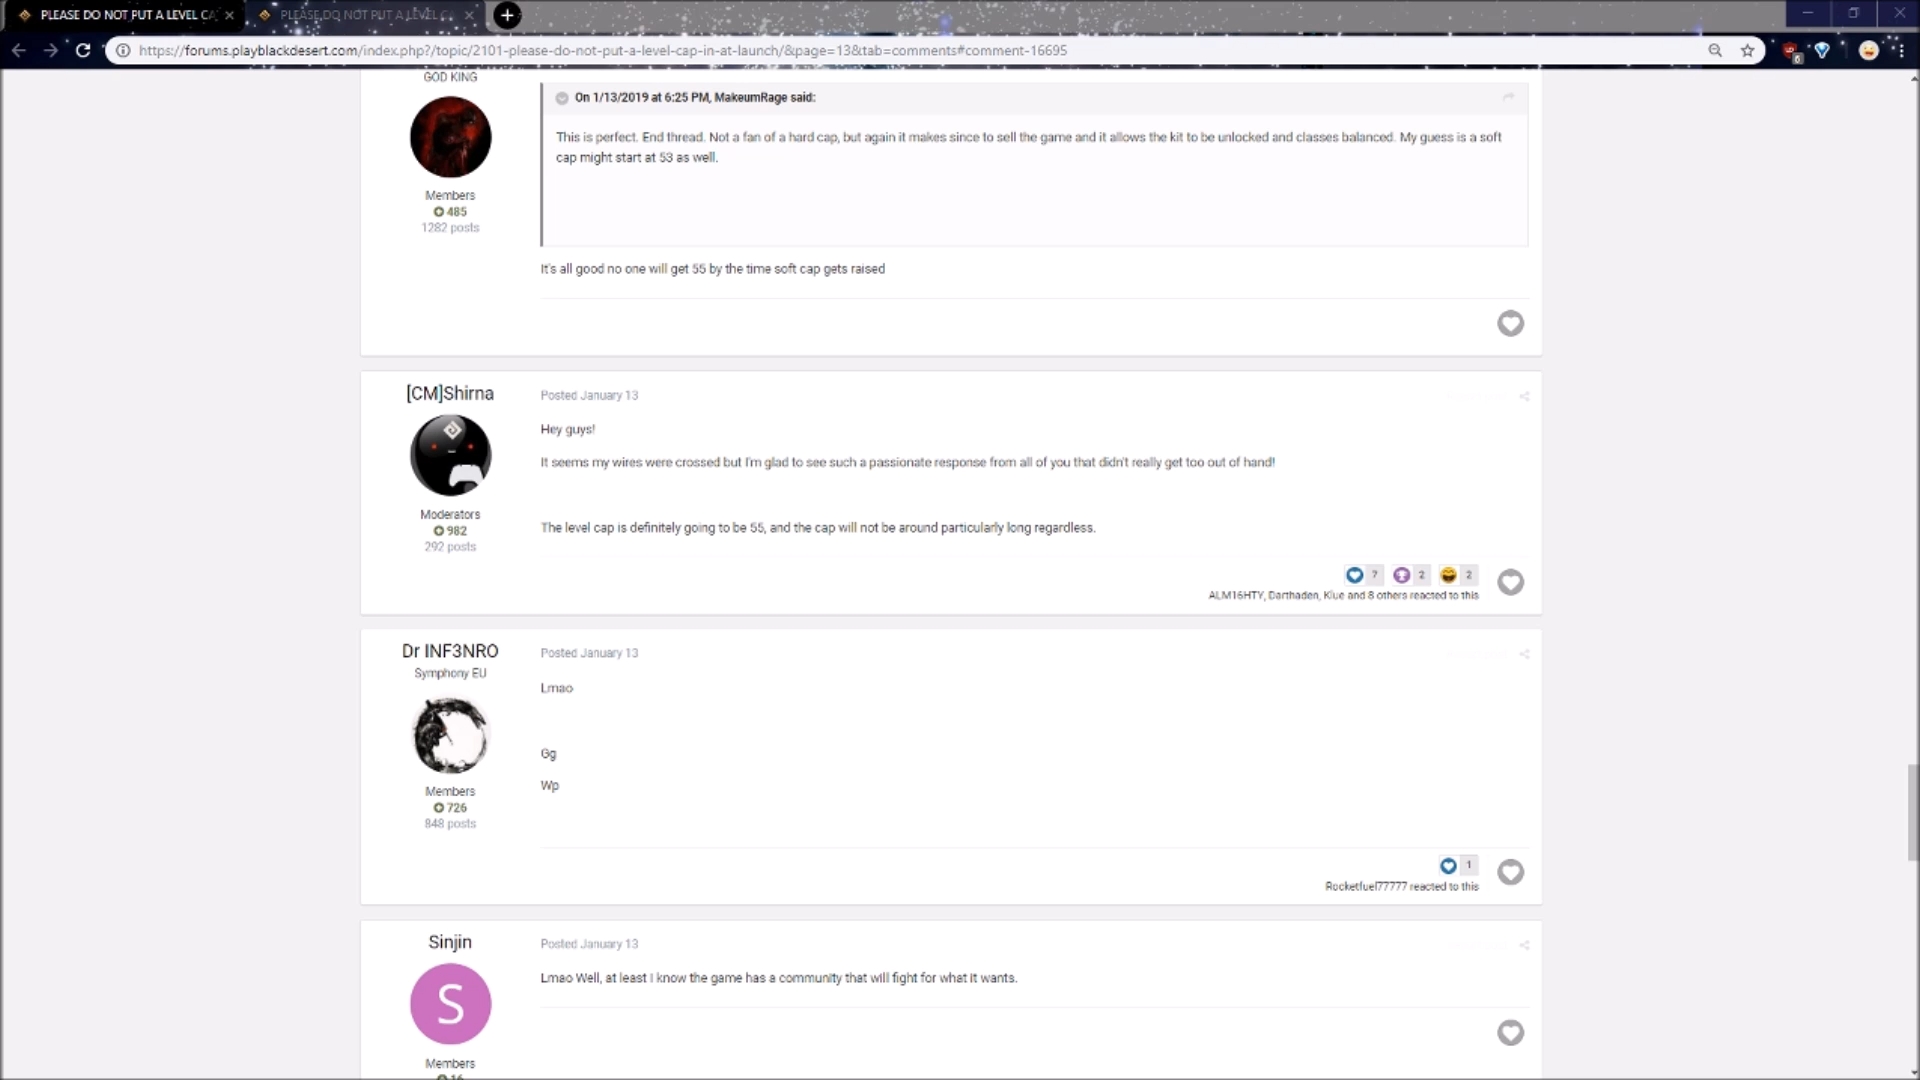 PLEASE DO NOT PUT A LEVEL CA
PLEASE DO NOT PUT A LEVEL CA
https://forums.playblackdesert.com/index.php?/topic/2101-please-do-not-put-a-level-cap-in-at-launch/&page=13&tab=comments#comment-16695
6
GOD KING
Members
485
1282 posts
On 1/13/2019 at 6:25 PM, MakeumRage said:
This is perfect. End thread. Not a fan of a hard cap, but again it makes since to sell the game and it allows the kit to be unlocked and classes balanced. My guess is a soft
cap might start at 53 as well.
It's all good no one will get 55 by the time soft cap gets raised
[CM]Shirna
Moderators
982
292 posts
Posted January 13
Hey guys!
It seems my wires were crossed but I'm glad to see such a passionate response from all of you that didn't really get too out of hand!
The level cap is definitely going to be 55, and the cap will not be around particularly long regardless.
7 2 2
ALM16HTY, Darthaden, Klue and 8 others reacted to this
Dr INF3NRO
Symphony EU
Members
726
848 posts
Posted January 13
Lmao
Gg
Wp
1
Rocketfuel77777 reacted to this
Sinjin
S
Members
16
Posted January 13
Lmao Well, at least I know the game has a community that will fight for what it wants.